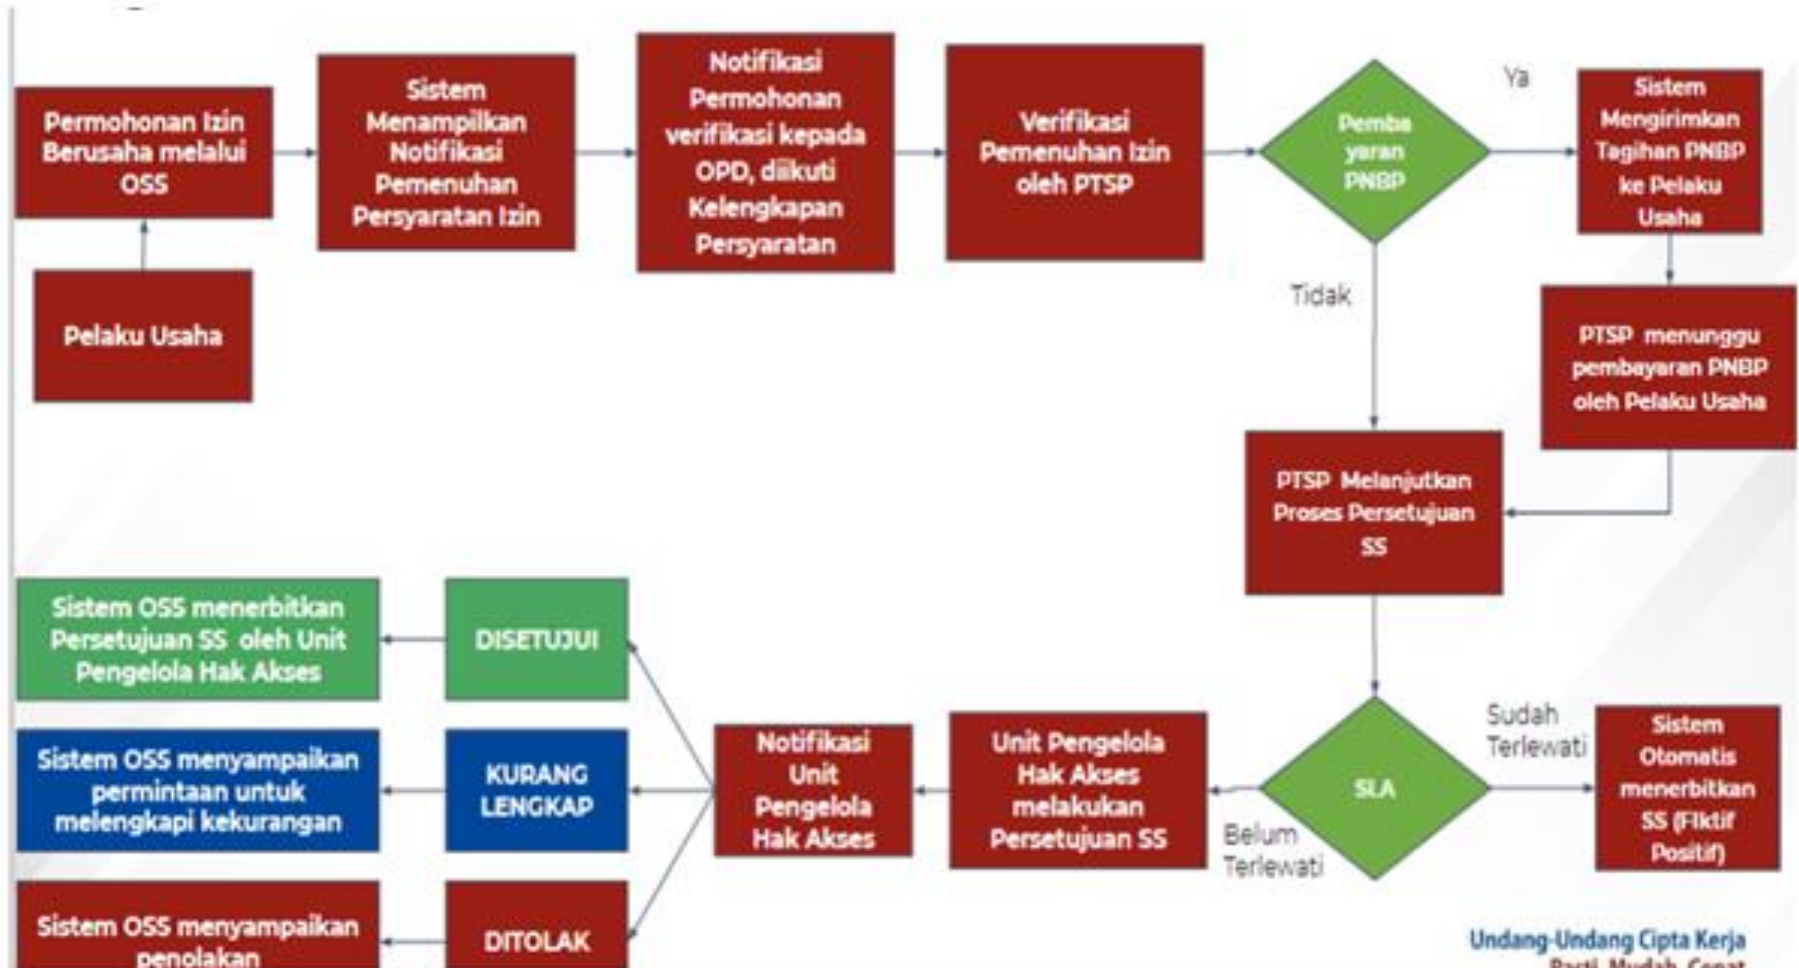 Permohonan Izin
Berusaha melalui
OSS
Sistem
Menampilkan
Notifikasi
Pemenuhan
Persyaratan Izin
Notifikasi
Permohonan
verifikasi kepada
OPD, diikuti
Kelengkapan
Persyaratan
Verifikasi
Pemenuhan Izin
oleh PTSP
Pemba
yaran
PNBP
Ya
Sistem
Mengirimkan
Tagihan PNBP
ke Pelaku
Usaha
Pelaku Usaha
Tidak
PTSP menunggu
pembayaran PNBP
oleh Pelaku Usaha
PTSP Melanjutkan
Proses Persetujuan
SS
SLA
Sudah
Terlewati
Sistem
Otomatis
menerbitkan
SS (FIktif
Positif)
Belum
Terlewati
Unit Pengelola
Hak Akses
melakukan
Persetujuan SS
Notifikasi
Unit
Pengelola
Hak Akses
DISETUJUI
Sistem OSS menerbitkan
Persetujuan SS oleh Unit
Pengelola Hak Akses
KURANG
LENGKAP
Sistem OSS menyampaikan
permintaan untuk
melengkapi kekurangan
DITOLAK
Sistem OSS menyampaikan
penolakan
Undang-Undang Cipta Kerja
Pasti, Mudah, Cepat